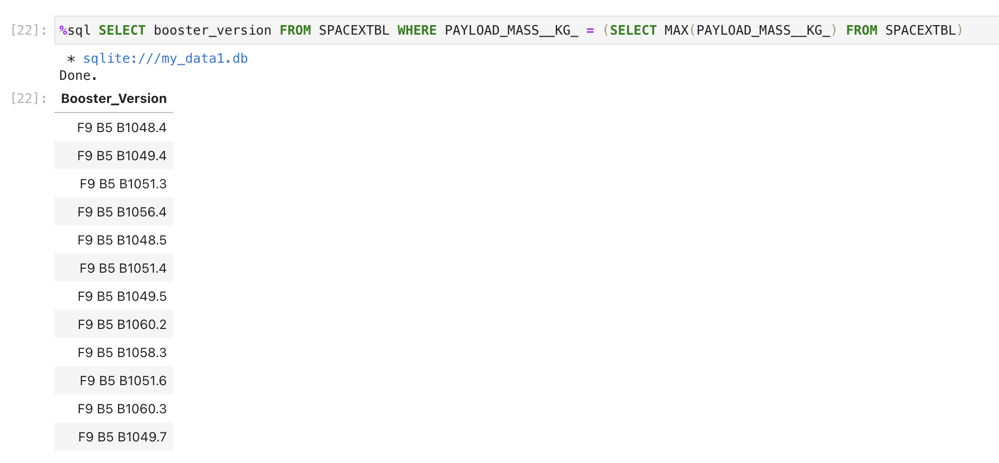 [22]: %sql SELECT booster_version FROM SPACEXTBL WHERE PAYLOAD_MASS__KG_ = (SELECT MAX(PAYLOAD_MASS__KG_) FROM SPACEXTBL)
* sqlite:///my_data1.db
Done.
[22]: Booster_Version
F9 B5 B1048.4
F9 B5 B1049.4
F9 B5 B1051.3
F9 B5 B1056.4
F9 B5 B1048.5
F9 B5 B1051.4
F9 B5 B1049.5
F9 B5 B1060.2
F9 B5 B1058.3
F9 B5 B1051.6
F9 B5 B1060.3
F9 B5 B1049.7